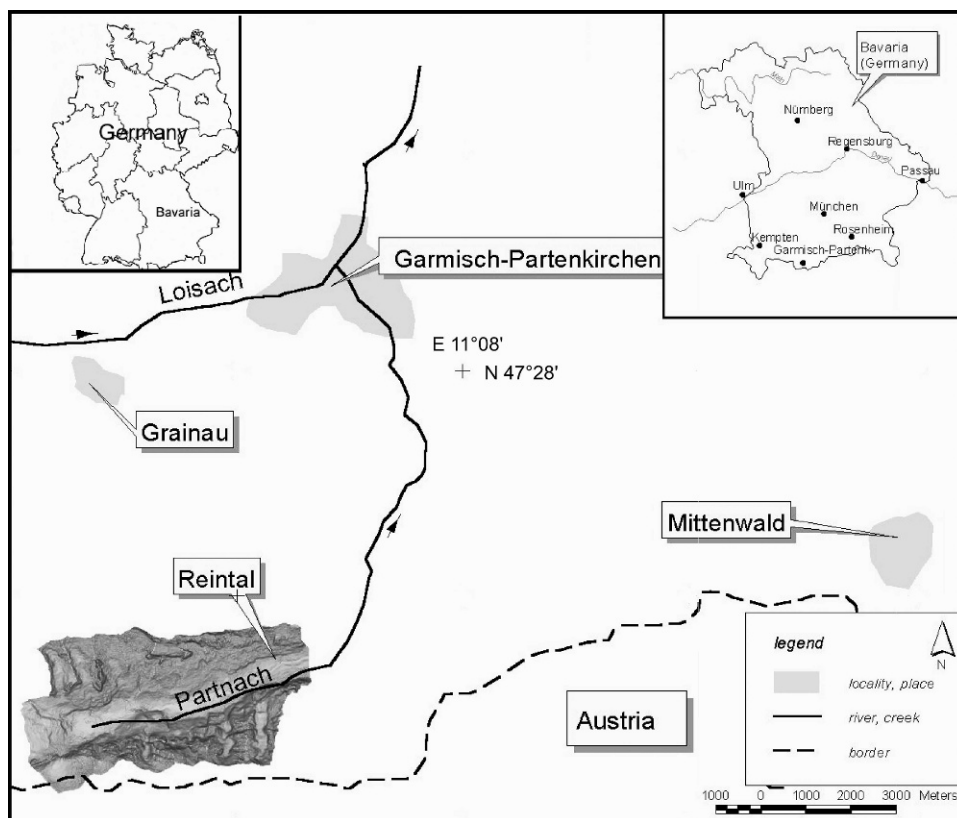 Germany
Bavaria
Bavaria
(Germany)
Main
Nürnberg
Regensburg
Passau
Ulm
München
Kempten
Rosenheim
Garmisch-Partenk.
Garmisch-Partenkirchen
Loisach
E 11°08'
N 47°28'
Grainau
Mittenwald
Reintal
Partnach
Austria
legend
N
locality, place
river, creek
border
1000 0 1000 2000 3000 Meters